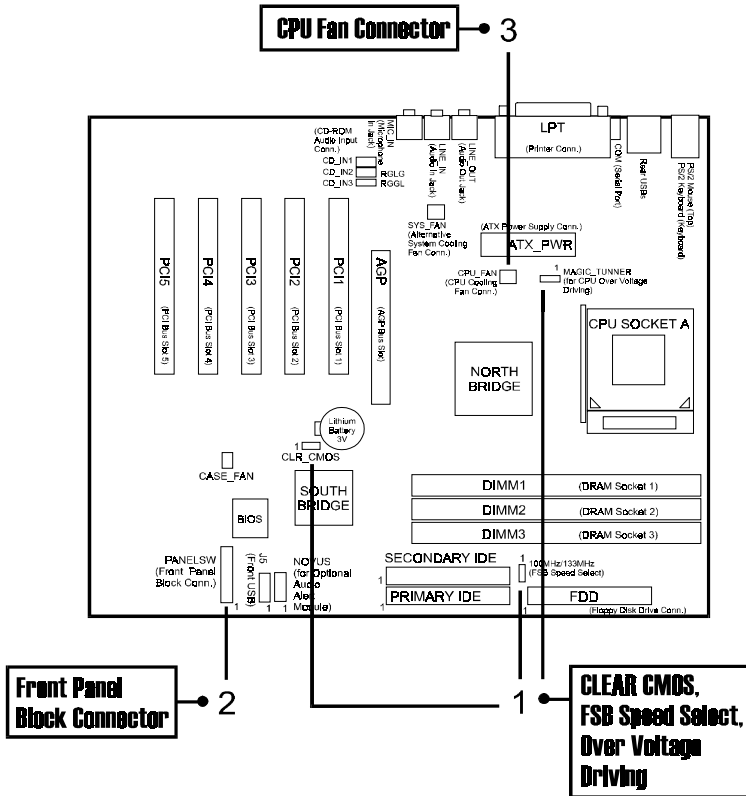 CPU Fan Connector
3
LPT
(Printer Conn.)
COM (Serial Port)
Rear USBs
PS/2 Mouse (Top)
PS/2 Keyboard (Keyboard)
MIC_IN
(Microphone
In Jack)
LINE_IN
(Audio In Jack)
LINE_OUT
(Audio Out Jack)
(CD-ROM
Audio Input
Conn.)
CD_IN1
CD_IN2
RGLG
CD_IN3
RGGL
SYS_FAN
(Alternative
System Cooling
Fan Conn.)
(ATX Power Supply Conn.)
ATX_PWR
CPU_FAN
(CPU Cooling
Fan Conn.)
1
MAGIC_TUNNER
(for CPU Over Voltage
Driving)
PCI5
(PCI Bus Slot 5)
PCI4
(PCI Bus Slot 4)
PCI3
(PCI Bus Slot 3)
PCI2
(PCI Bus Slot 2)
PCI1
(PCI Bus Slot 1)
AGP
(AGP Bus Slot)
CPU SOCKET A
NORTH
BRIDGE
Lithium
Battery
3V
1
CLR_CMOS
CASE_FAN
SOUTH
BRIDGE
BIOS
DIMM1
(DRAM Socket 1)
DIMM2
(DRAM Socket 2)
DIMM3
(DRAM Socket 3)
PANELSW
(Front Panel
Block Conn.)
1
J5
(Front USB)
1
NOVUS
(for Optional
Audio
Alert
Module)
1
SECONDARY IDE
1
PRIMARY IDE
1
1
100MHz/133MHz
(FSB Speed Select)
FDD
1
(Floppy Disk Drive Conn.)
Front Panel
Block Connector
2
1
CLEAR CMOS,
FSB Speed Select,
Over Voltage
Driving